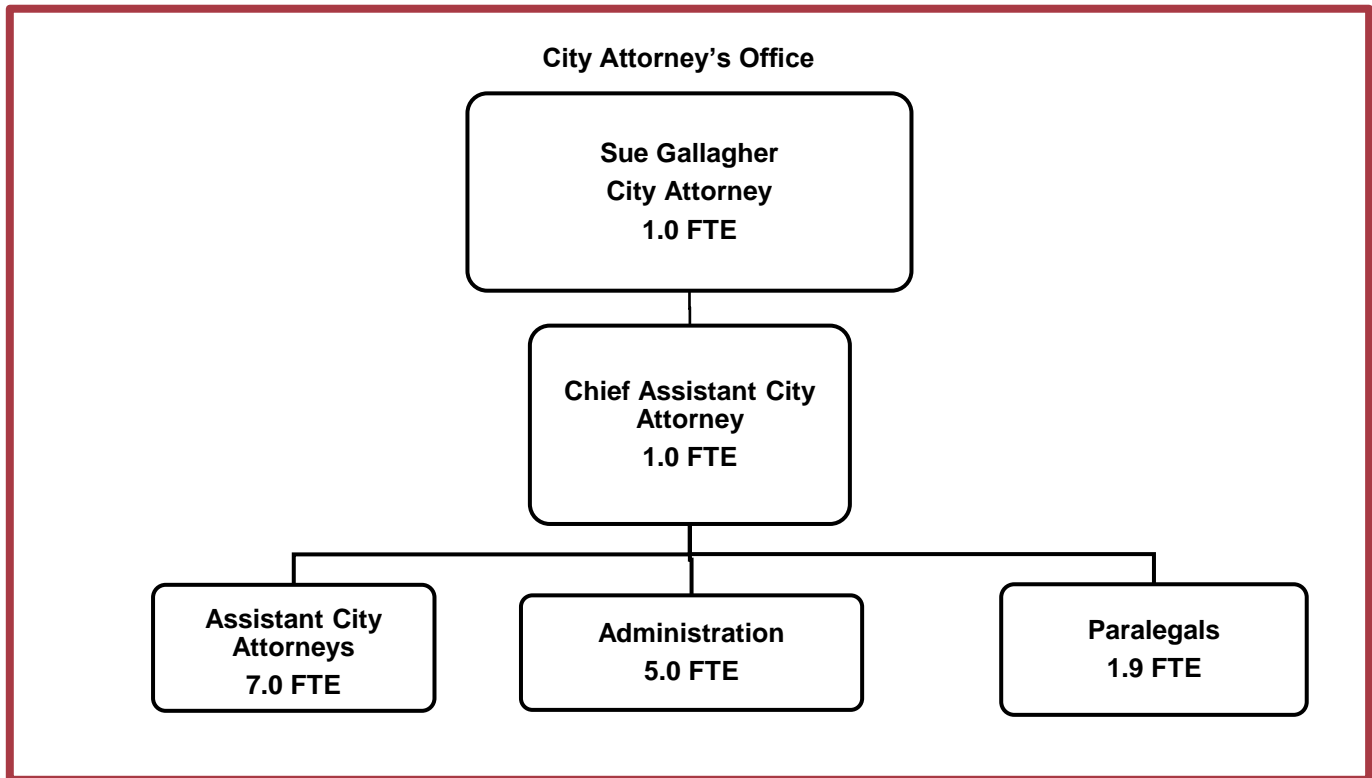 City Attorney’s Office
Sue Gallagher
City Attorney
1.0 FTE
Chief Assistant City
Attorney
1.0 FTE
Assistant City
Attorneys
7.0 FTE
Administration
5.0 FTE
Paralegals
1.9 FTE